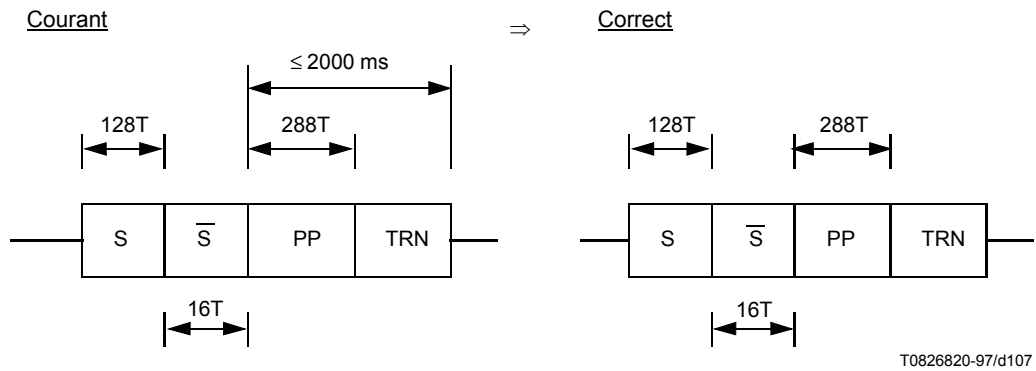 Courant ⇒ Correct
≤ 2000 ms
128T 288T 128T 288T
S S̅ PP TRN S S̅ PP TRN
16T 16T
T0826820-97/d107